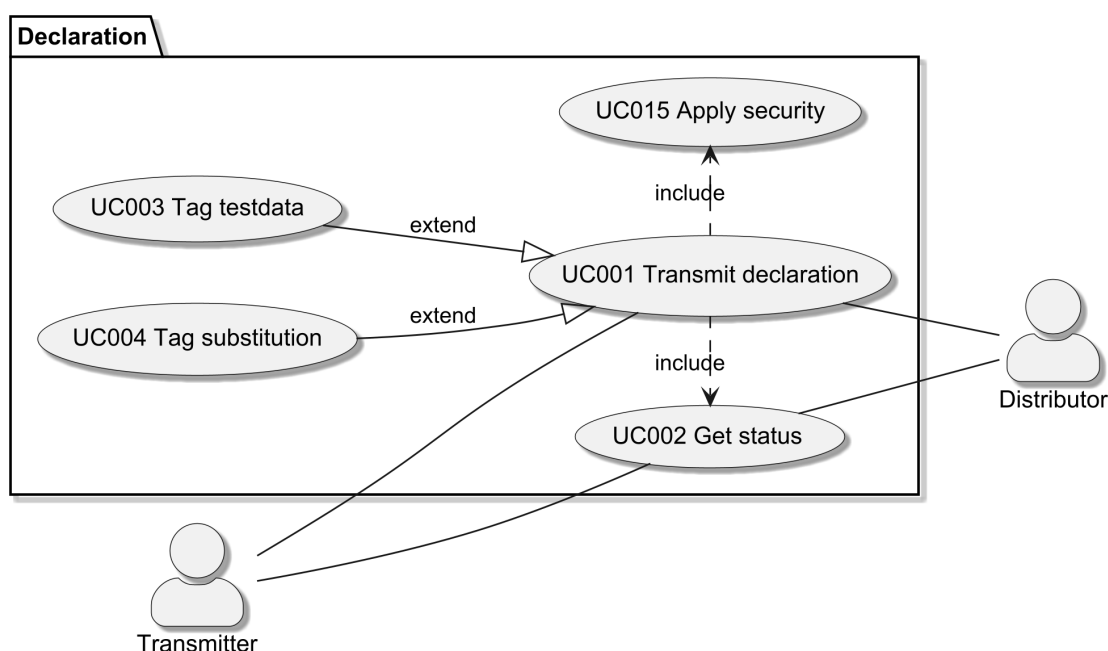 Declaration
UC015 Apply security
include
UC003 Tag testdata
extend
UC001 Transmit declaration
extend
UC004 Tag substitution
include
Distributor
UC002 Get status
Transmitter